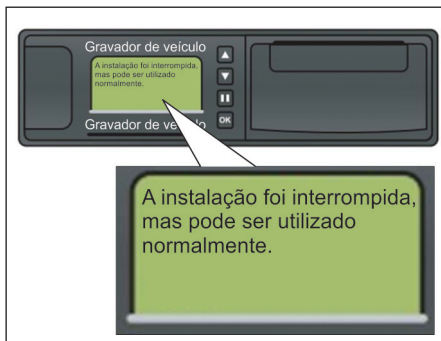 Gravador de veículo
A instalação foi interrompida,
mas pode ser utilizado
normalmente.
OK
Gravador de veículo
A instalação foi interrompida,
mas pode ser utilizado
normalmente.